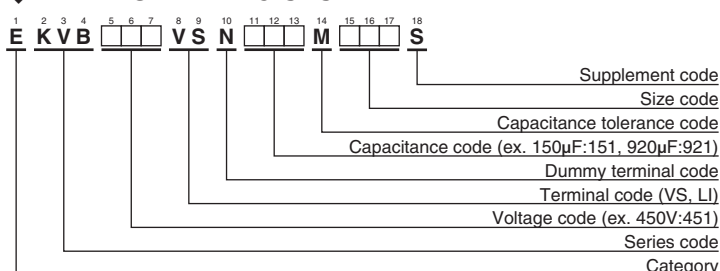 1 2 3 4 5 6 7 8 9 10 11 12 13 14 15 16 17 18
E KVB □□□ VS N □□□ M □□□ S
Supplement code
Size code
Capacitance tolerance code
Capacitance code (ex. 150μF:151, 920μF:921)
Dummy terminal code
Terminal code (VS, LI)
Voltage code (ex. 450V:451)
Series code
Category